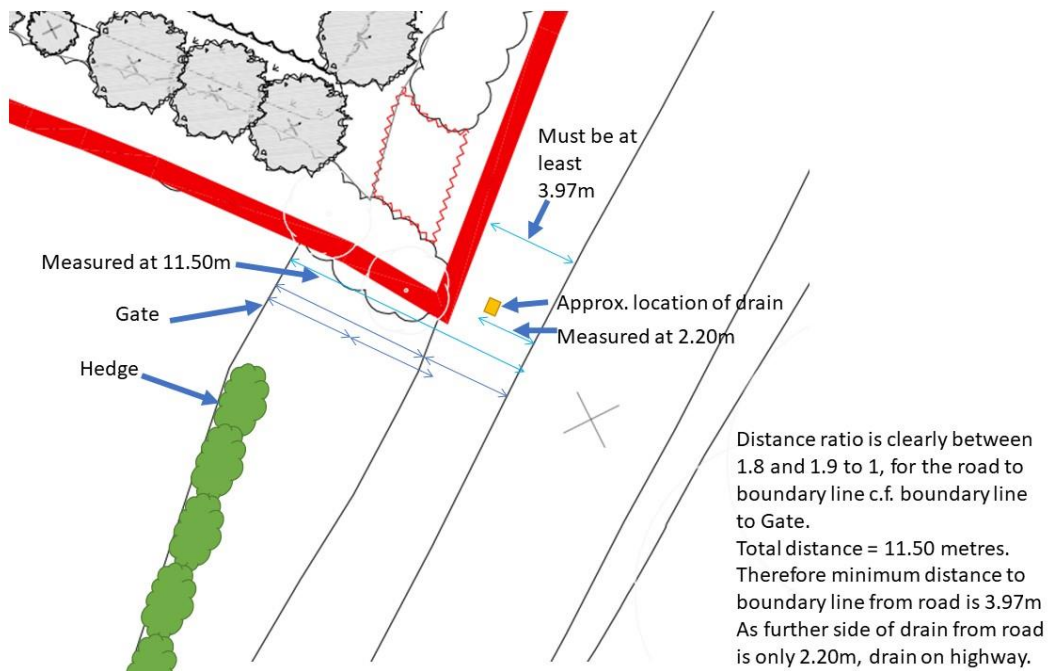 Must be at
least
3.97m
Measured at 11.50m
Gate
Approx. location of drain
Measured at 2.20m
Hedge
Distance ratio is clearly between
1.8 and 1.9 to 1, for the road to
boundary line c.f. boundary line
to Gate.
Total distance = 11.50 metres.
Therefore minimum distance to
boundary line from road is 3.97m
As further side of drain from road
is only 2.20m, drain on highway.